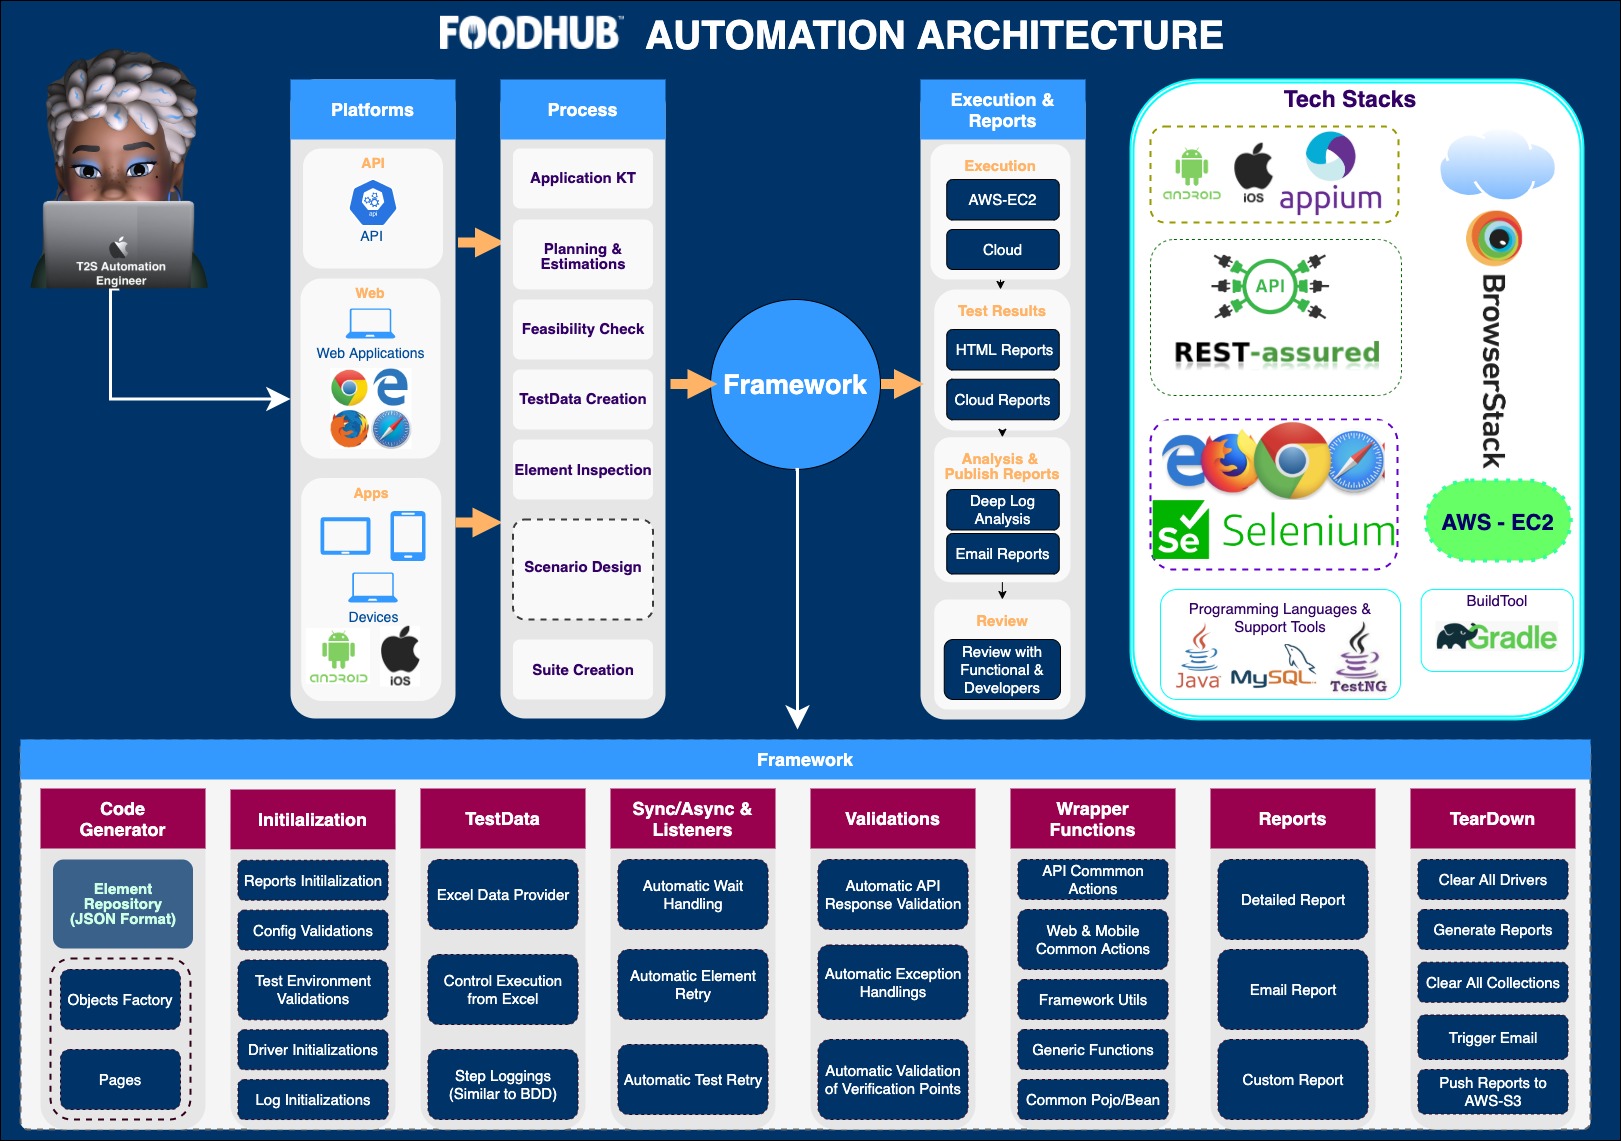 FOODHUB™ AUTOMATION ARCHITECTURE
T2S Automation
Engineer
Platforms
API
api
API
Web
Web Applications
Apps
Devices
android
iOS
Process
Application KT
Planning &
Estimations
Feasibility Check
TestData Creation
Element Inspection
Scenario Design
Suite Creation
Framework
Execution &
Reports
Execution
AWS-EC2
Cloud
Test Results
HTML Reports
Cloud Reports
Analysis &
Publish Reports
Deep Log
Analysis
Email Reports
Review
Review with
Functional &
Developers
Tech Stacks
android
iOS
appium
API
REST-assured
Se Selenium
BrowserStack
AWS - EC2
Programming Languages &
Support Tools
Java
MySQL
TestNG
BuildTool
Gradle
Framework
Code
Generator
Element
Repository
(JSON Format)
Objects Factory
Pages
Initilalization
Reports Initilalization
Config Validations
Test Environment
Validations
Driver Initializations
Log Initializations
TestData
Excel Data Provider
Control Execution
from Excel
Step Loggings
(Similar to BDD)
Sync/Async &
Listeners
Automatic Wait
Handling
Automatic Element
Retry
Automatic Test Retry
Validations
Automatic API
Response Validation
Automatic Exception
Handlings
Automatic Validation
of Verification Points
Wrapper
Functions
API Commmon
Actions
Web & Mobile
Common Actions
Framework Utils
Generic Functions
Common Pojo/Bean
Reports
Detailed Report
Email Report
Custom Report
TearDown
Clear All Drivers
Generate Reports
Clear All Collections
Trigger Email
Push Reports to
AWS-S3